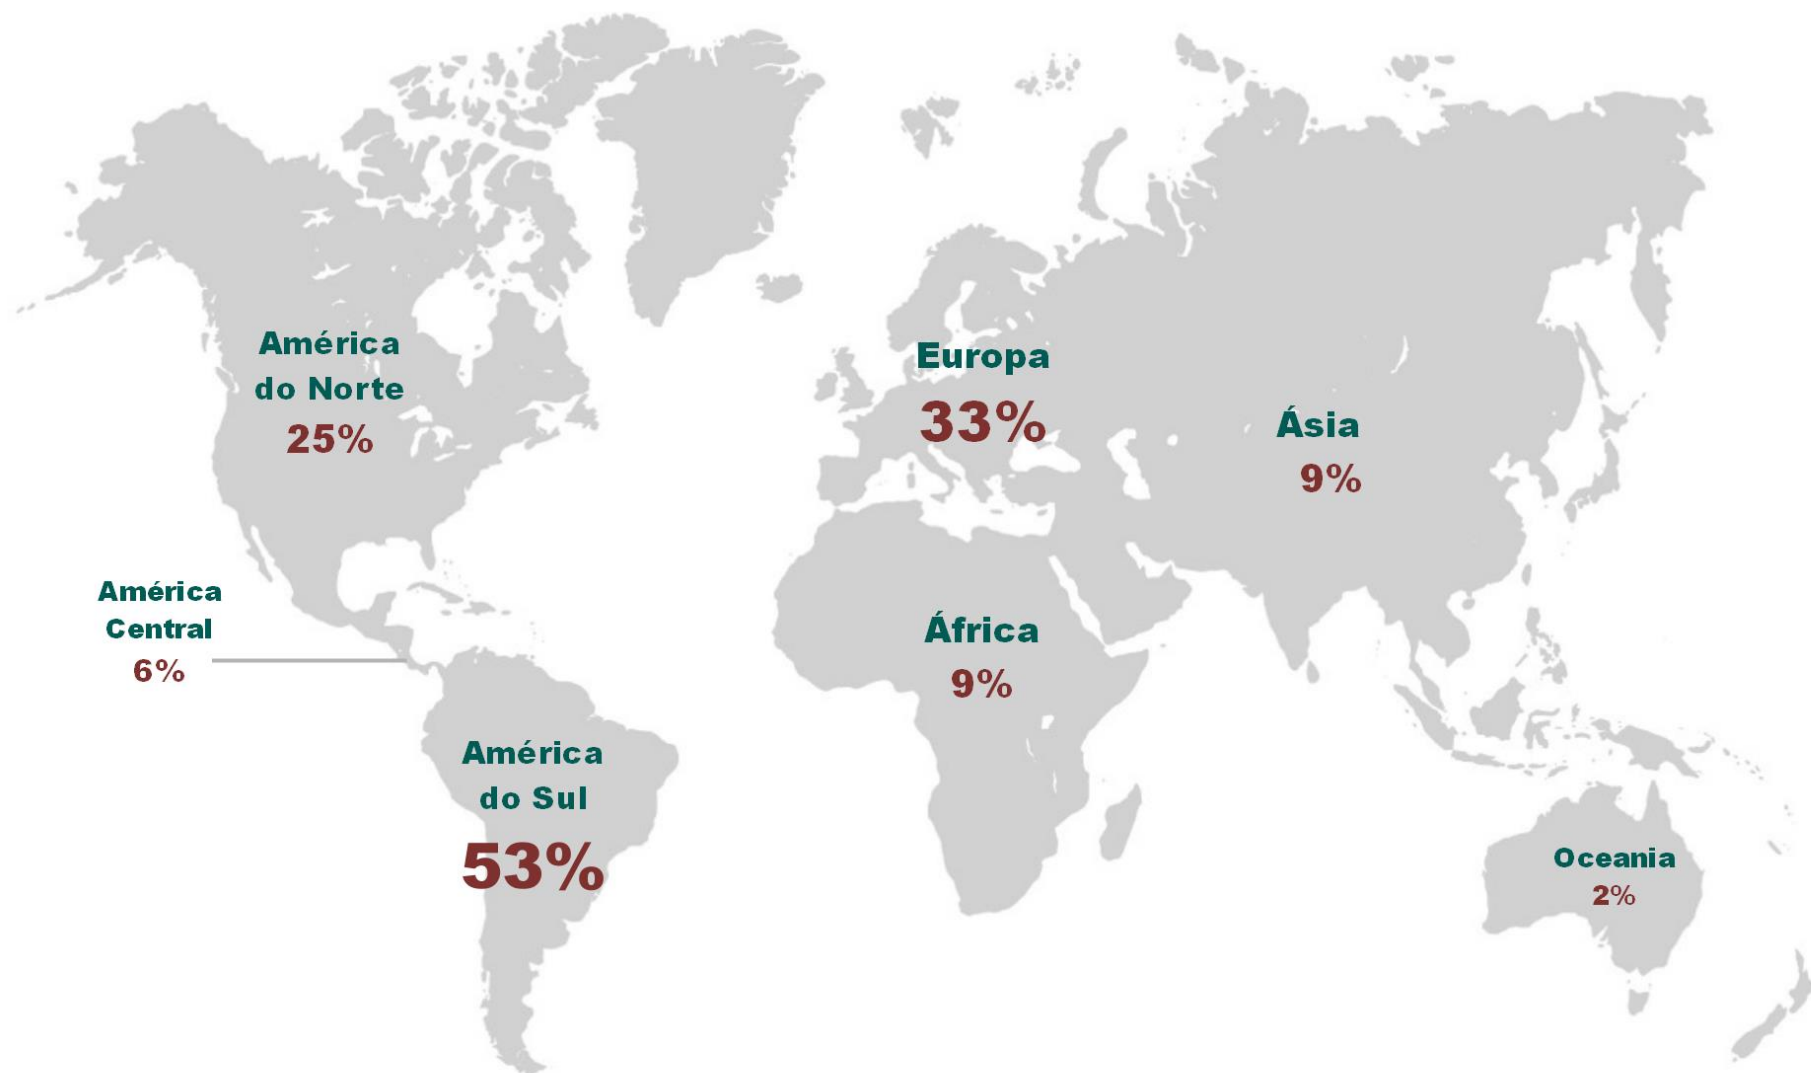 América
do Norte
25%
Europa
33%
Ásia
9%
América
Central
6%
África
9%
América
do Sul
53%
Oceania
2%